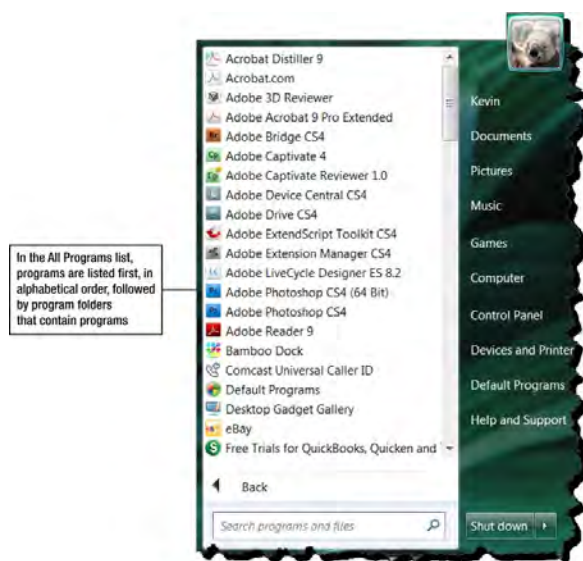 In the All Programs list,
programs are listed first, in
alphabetical order, followed
by program folders
that contain programs
Acrobat Distiller 9
Acrobat.com
Adobe 3D Reviewer
Adobe Acrobat 9 Pro Extended
Adobe Bridge CS4
Adobe Captivate 4
Adobe Captivate Reviewer 1.0
Adobe Device Central CS4
Adobe Drive CS4
Adobe ExtendScript Toolkit CS4
Adobe Extension Manager CS4
Adobe LiveCycle Designer ES 8.2
Adobe Photoshop CS4 (64 Bit)
Adobe Photoshop CS4
Adobe Reader 9
Bamboo Dock
Comcast Universal Caller ID
Default Programs
Desktop Gadget Gallery
eBay
Free Trials for QuickBooks, Quicken and
Back
Search programs and files
Kevin
Documents
Pictures
Music
Games
Computer
Control Panel
Devices and Printer
Default Programs
Help and Support
Shut down